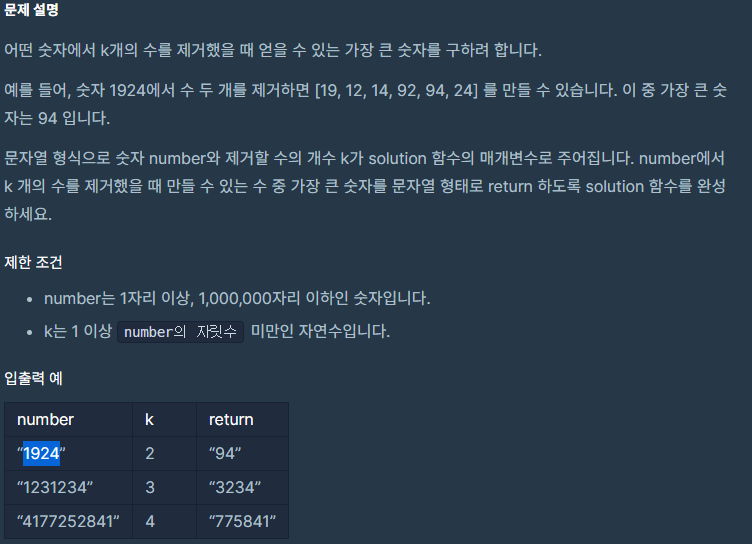 문제 설명
어떤 숫자에서 k개의 수를 제거했을 때 얻을 수 있는 가장 큰 숫자를 구하려 합니다.
예를 들어, 숫자 1924에서 수 두 개를 제거하면 [19, 12, 14, 92, 94, 24] 를 만들 수 있습니다. 이 중 가장 큰 숫
자는 94 입니다.
문자열 형식으로 숫자 number와 제거할 수의 개수 k가 solution 함수의 매개변수로 주어집니다. number에서
k 개의 수를 제거했을 때 만들 수 있는 수 중 가장 큰 숫자를 문자열 형태로 return 하도록 solution 함수를 완성
하세요.
제한 조건
• number는 1자리 이상, 1,000,000자리 이하인 숫자입니다.
• k는 1 이상 number의 자릿수 미만인 자연수입니다.
입출력 예
number k return
“1924” 2 “94”
“1231234” 3 “3234”
“4177252841” 4 “775841”